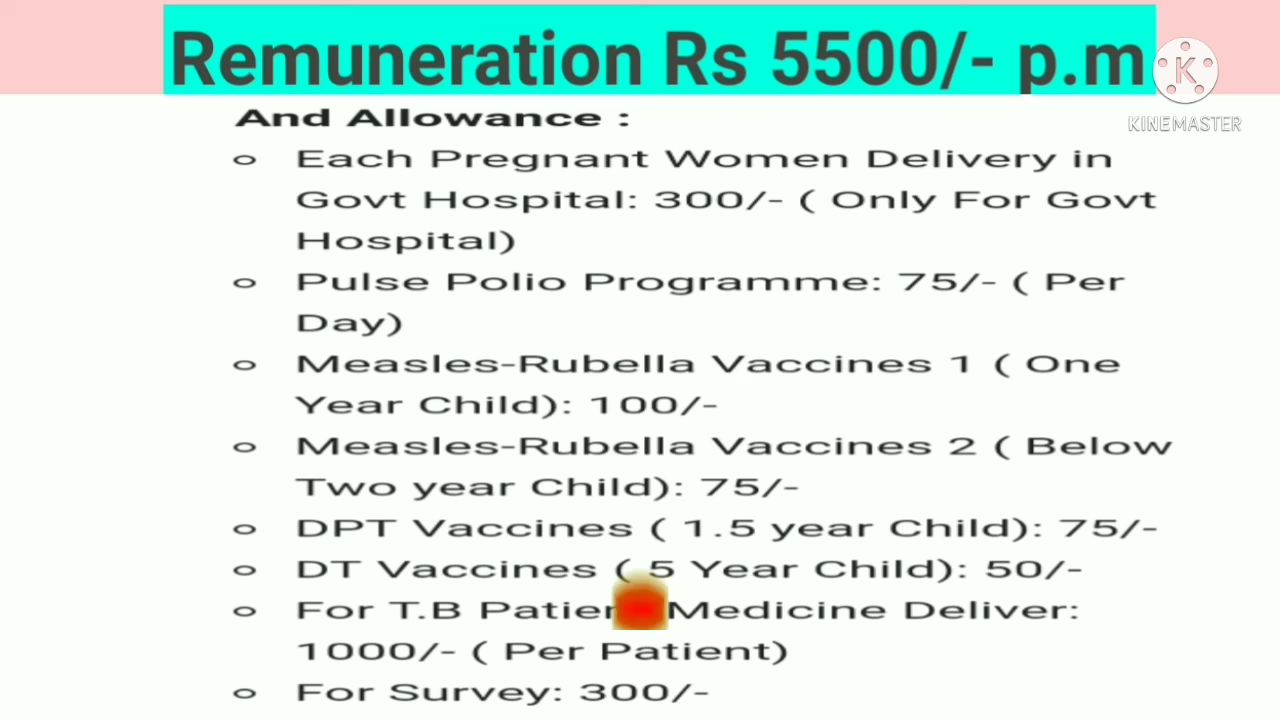 Remuneration Rs 5500/- p.m
KINEMASTER
And Allowance :
Each Pregnant Women Delivery in
Govt Hospital: 300/- ( Only For Govt
Hospital)
Pulse Polio Programme: 75/- ( Per
Day)
Measles-Rubella Vaccines 1 ( One
Year Child): 100/-
Measles-Rubella Vaccines 2 ( Below
Two year Child): 75/-
DPT Vaccines ( 1.5 year Child): 75/-
DT Vaccines ( 5 Year Child): 50/-
For T.B Medicine Deliver:
1000/- ( Per Patient)
For Survey: 300/-